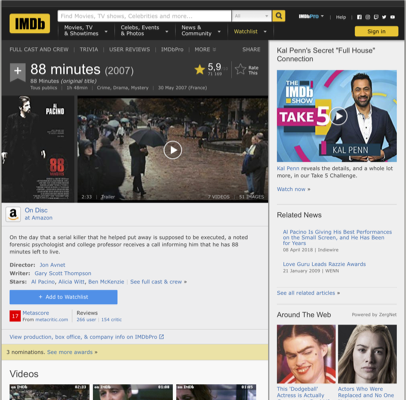 IMDb
Find Movies, TV shows, Celebrities and more...
All
Movies, TV
& Showtimes
Celebs, Events
& Photos
News &
Community
Watchlist
IMDbPro
Help
Sign in
FULL CAST AND CREW | TRIVIA | USER REVIEWS | IMDbPro | MORE
SHARE
88 minutes (2007)
88 Minutes (original title)
Tous publics | 1h 48min | Crime, Drama, Mystery | 30 May 2007 (France)
5,9
Rate
This
PACINO
88
2:33 | Trailer
7 VIDEOS
51 IMAGES
On Disc
at Amazon
On the day that a serial killer that he helped put away is supposed to be executed, a noted
forensic psychologist and college professor receives a call informing him that he has 88
minutes left to live.
Director: Jon Avnet
Writer: Gary Scott Thompson
Stars: Al Pacino, Alicia Witt, Ben McKenzie | See full cast & crew »
+ Add to Watchlist
17
Metascore
From metacritic.com
Reviews
266 user | 154 critic
View production, box office, & company info on IMDbPro
3 nominations. See more awards »
Videos
Kal Penn's Secret "Full House"
Connection
THE
IMDb
SHOW
TAKE 5
KAL PENN
Kal Penn reveals the details, and a whole lot
more, in our Take 5 Challenge.
Watch now »
Related News
Al Pacino Is Giving His Best Performances
on the Small Screen, and He Has Been
for Years
08 April 2018 | Indiewire
Love Guru Leads Razzie Awards
21 January 2009 | WENN
See all related articles »
Around The Web
Powered by ZergNet
This 'Dodgeball'
Actress is Actually
Actors Who Were
Replaced and No One